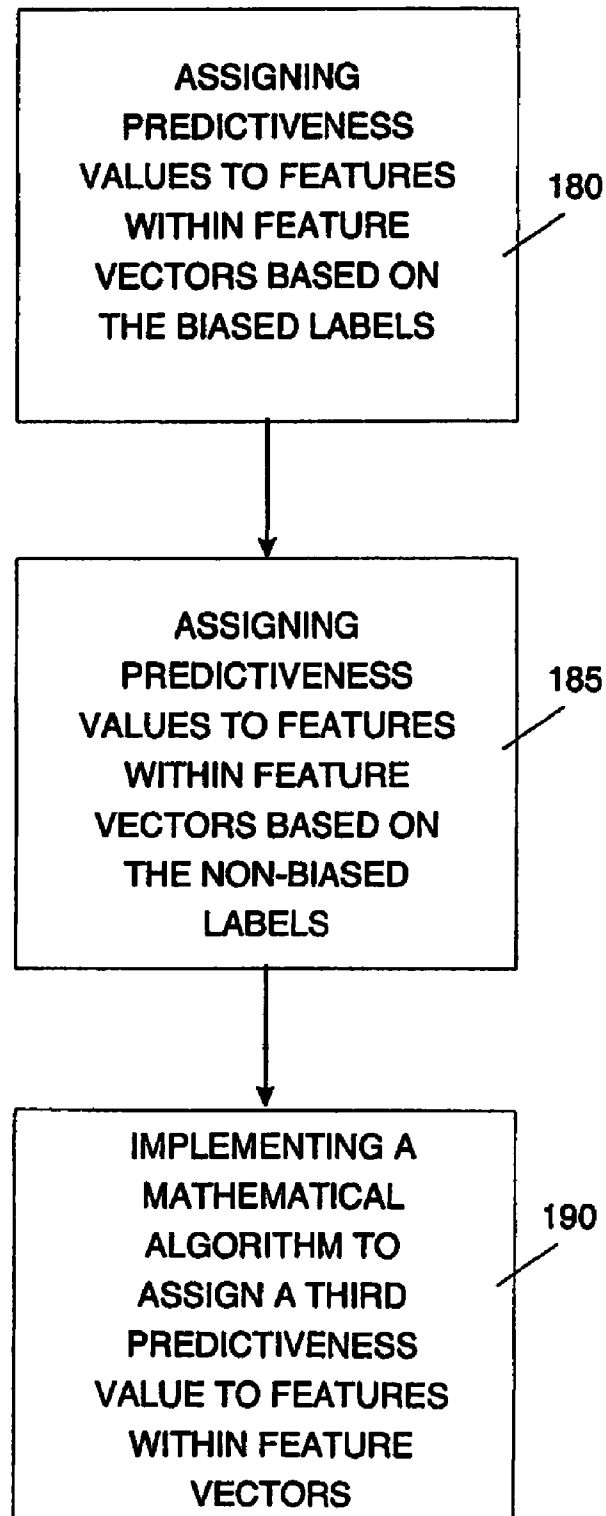 ASSIGNING
PREDICTIVENESS
VALUES TO FEATURES
WITHIN FEATURE
VECTORS BASED ON
THE BIASED LABELS
180
ASSIGNING
PREDICTIVENESS
VALUES TO FEATURES
WITHIN FEATURE
VECTORS BASED ON
THE NON-BIASED
LABELS
185
IMPLEMENTING A
MATHEMATICAL
ALGORITHM TO
ASSIGN A THIRD
PREDICTIVENESS
VALUE TO FEATURES
WITHIN FEATURE
VECTORS
190